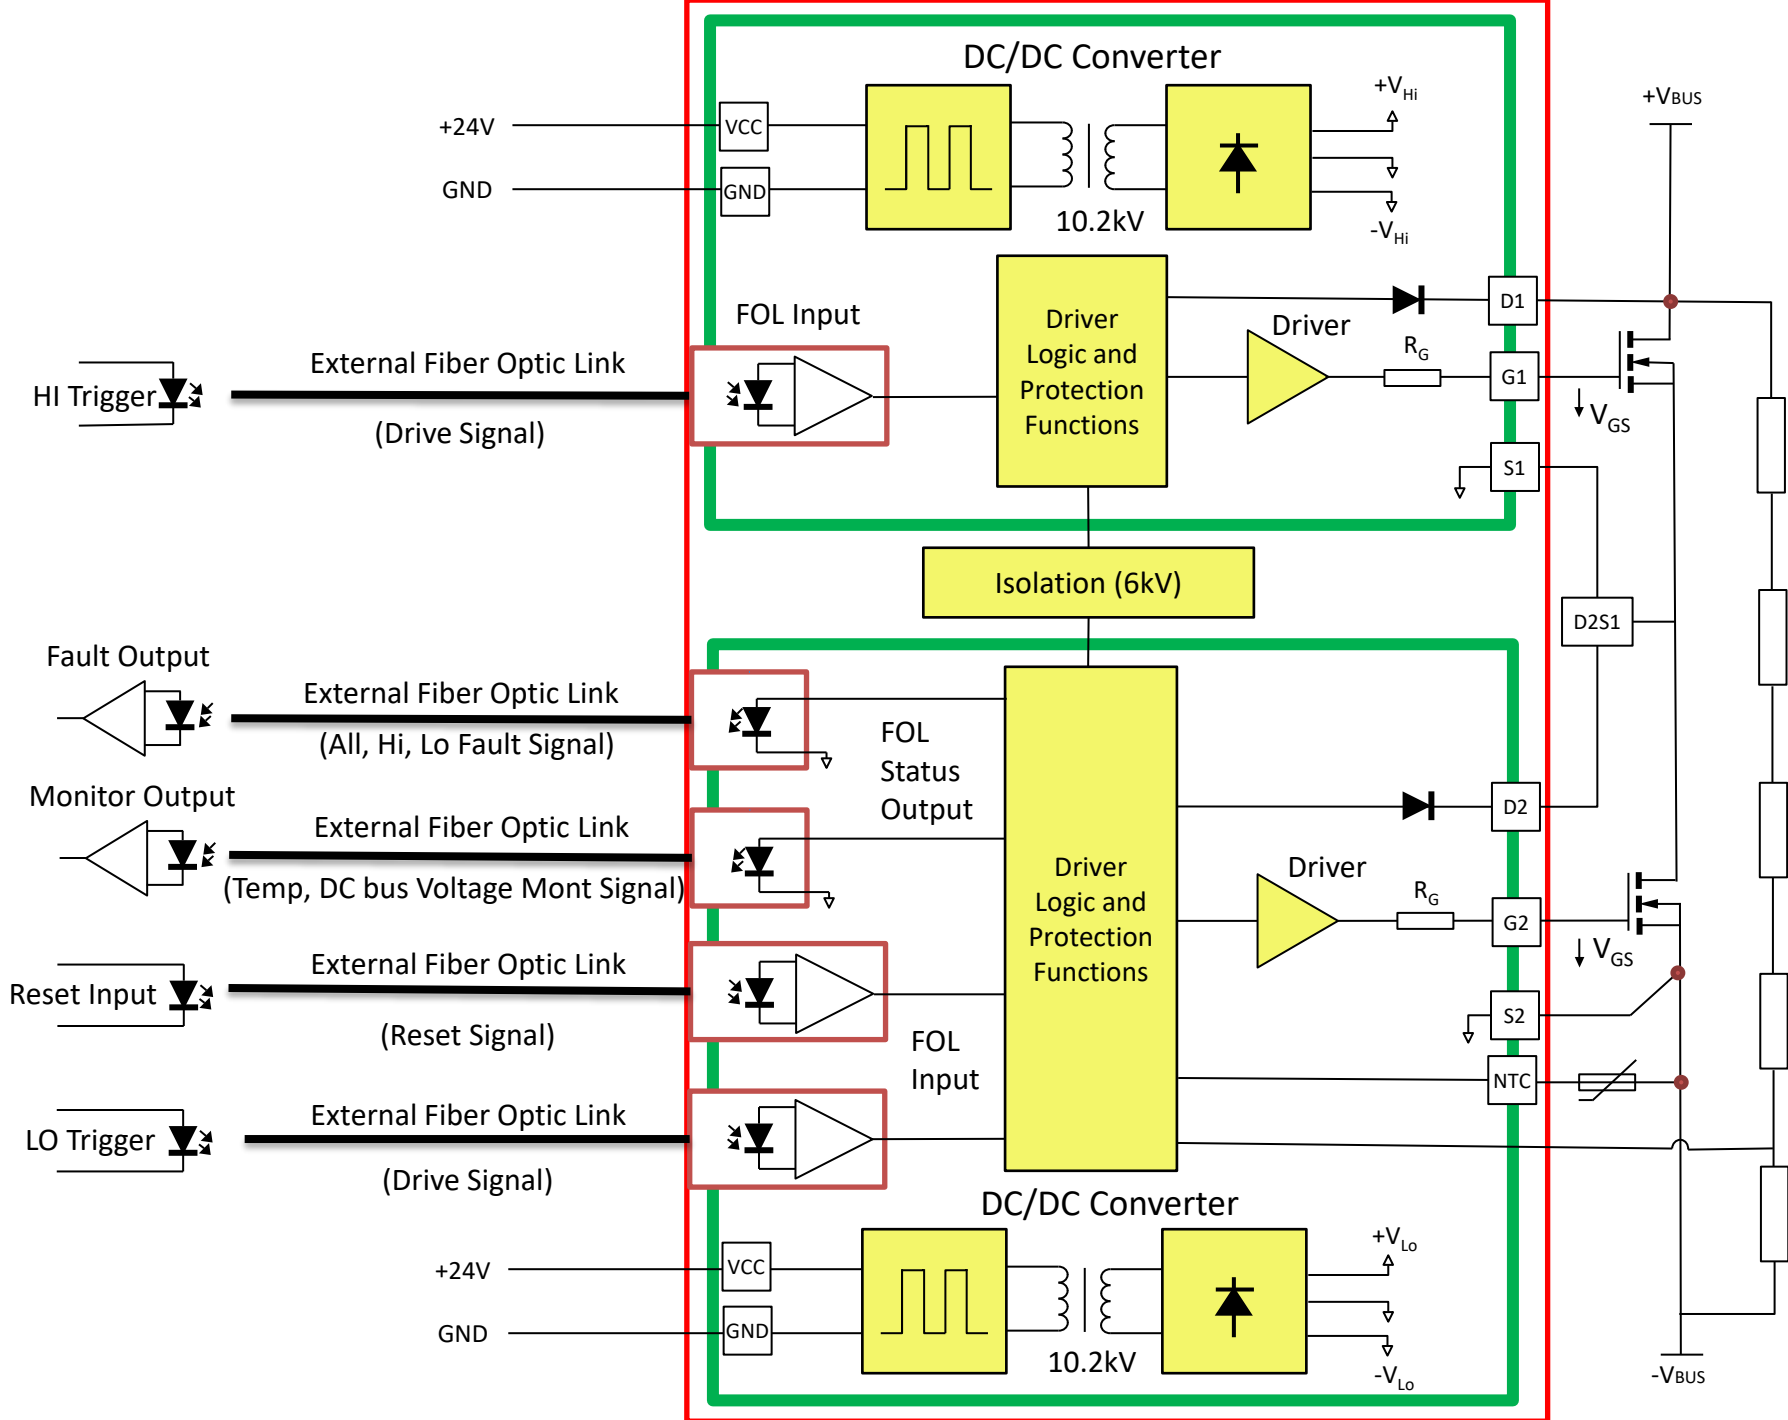 DC/DC Converter
+VHi
+VBUS
+24V
VCC
GND
GND
10.2kV
-VHi
D1
FOL Input
Driver
Logic and
Protection
Functions
Driver
RG
G1
External Fiber Optic Link
HI Trigger
(Drive Signal)
VGS
S1
Isolation (6kV)
D2S1
Fault Output
External Fiber Optic Link
(All, Hi, Lo Fault Signal)
FOL
Status
Output
Monitor Output
External Fiber Optic Link
(Temp, DC bus Voltage Mont Signal)
D2
Driver
Logic and
Protection
Functions
Driver
RG
G2
VGS
External Fiber Optic Link
Reset Input
(Reset Signal)
S2
FOL
Input
NTC
External Fiber Optic Link
LO Trigger
(Drive Signal)
DC/DC Converter
+VLo
+24V
VCC
GND
GND
10.2kV
-VLo
-VBUS